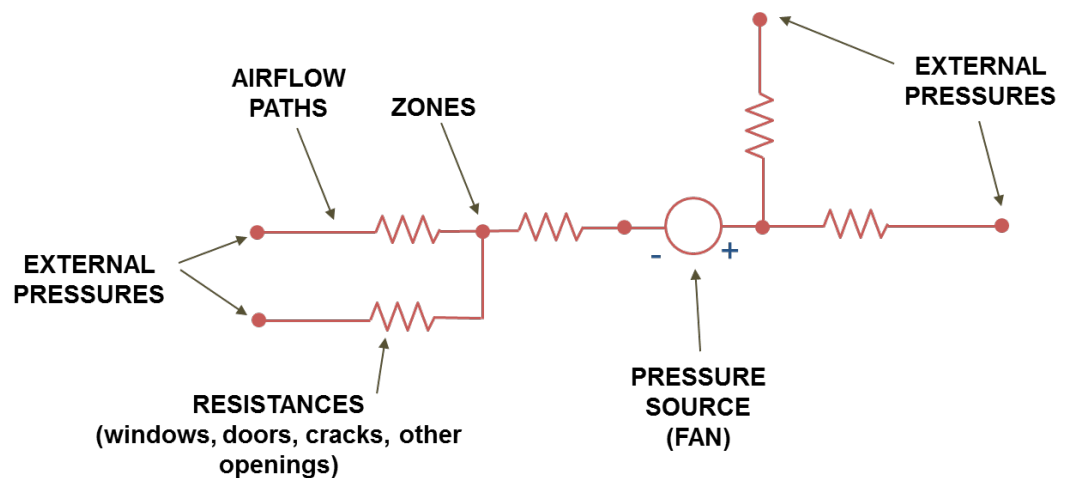 AIRFLOW
PATHS
ZONES
EXTERNAL
PRESSURES
EXTERNAL
PRESSURES
- +
RESISTANCES
(windows, doors, cracks, other
openings)
PRESSURE
SOURCE
(FAN)